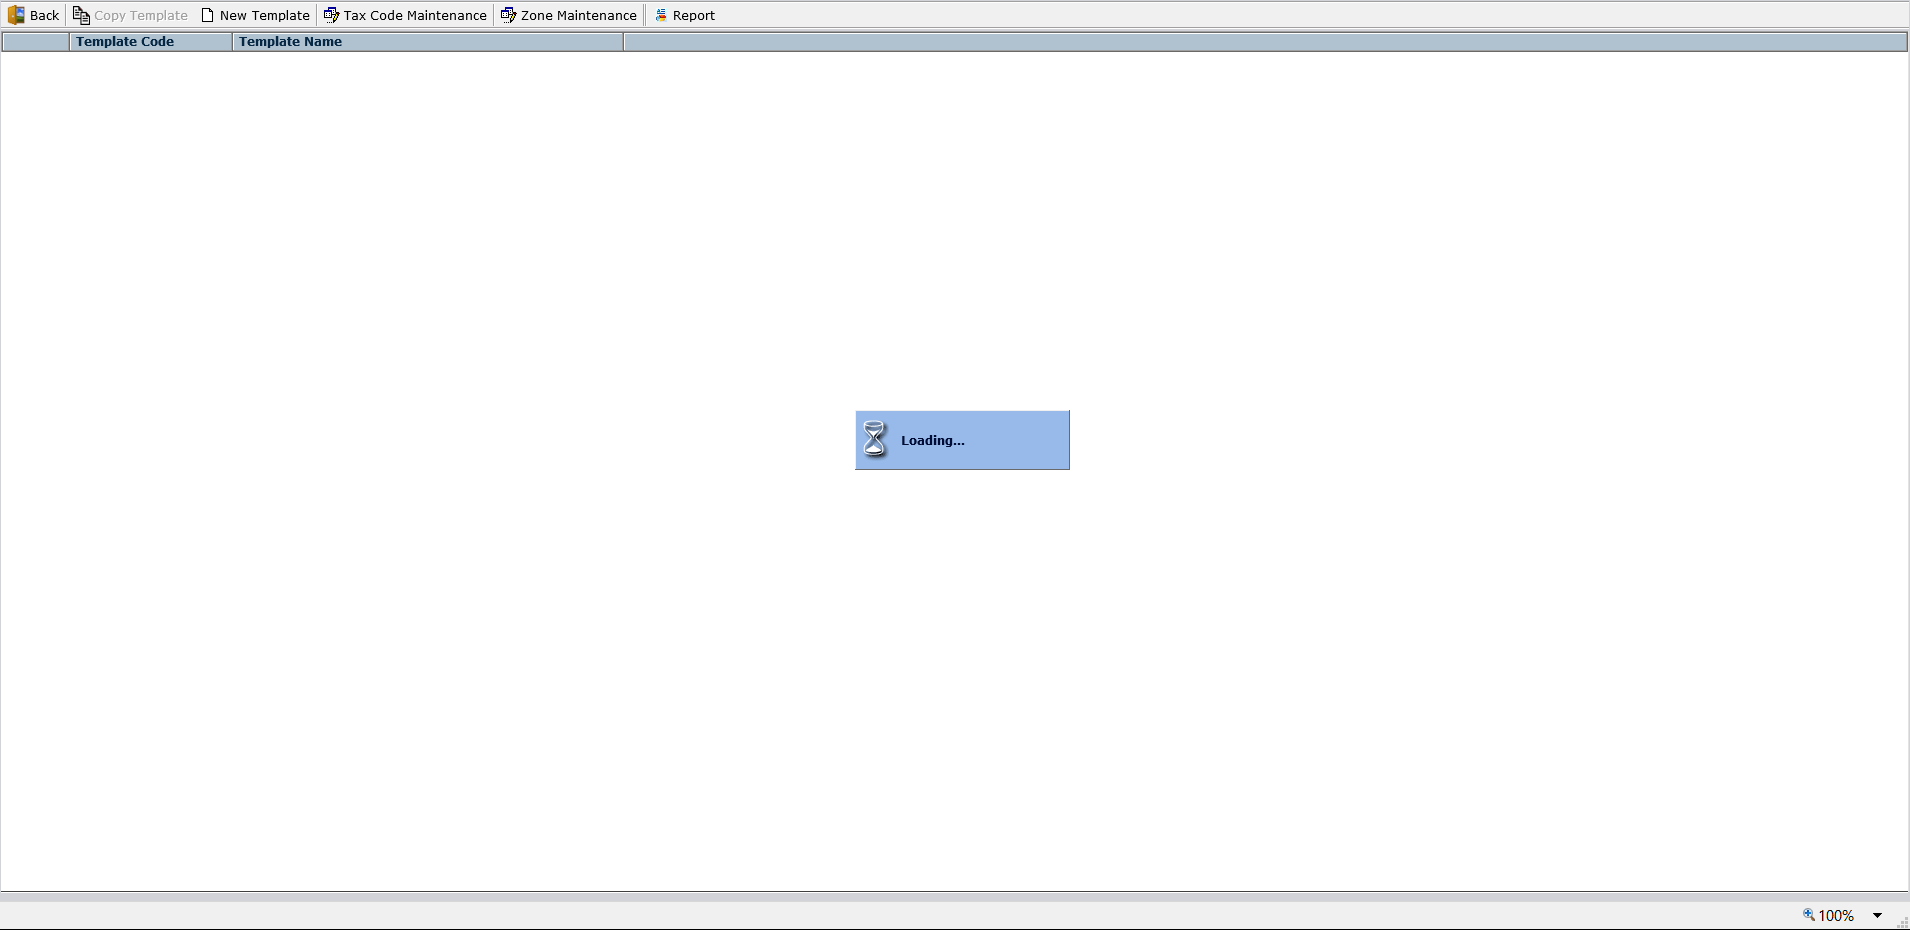 Back Copy Template New Template Tax Code Maintenance Zone Maintenance Report
Template Code Template Name
Loading...
100%